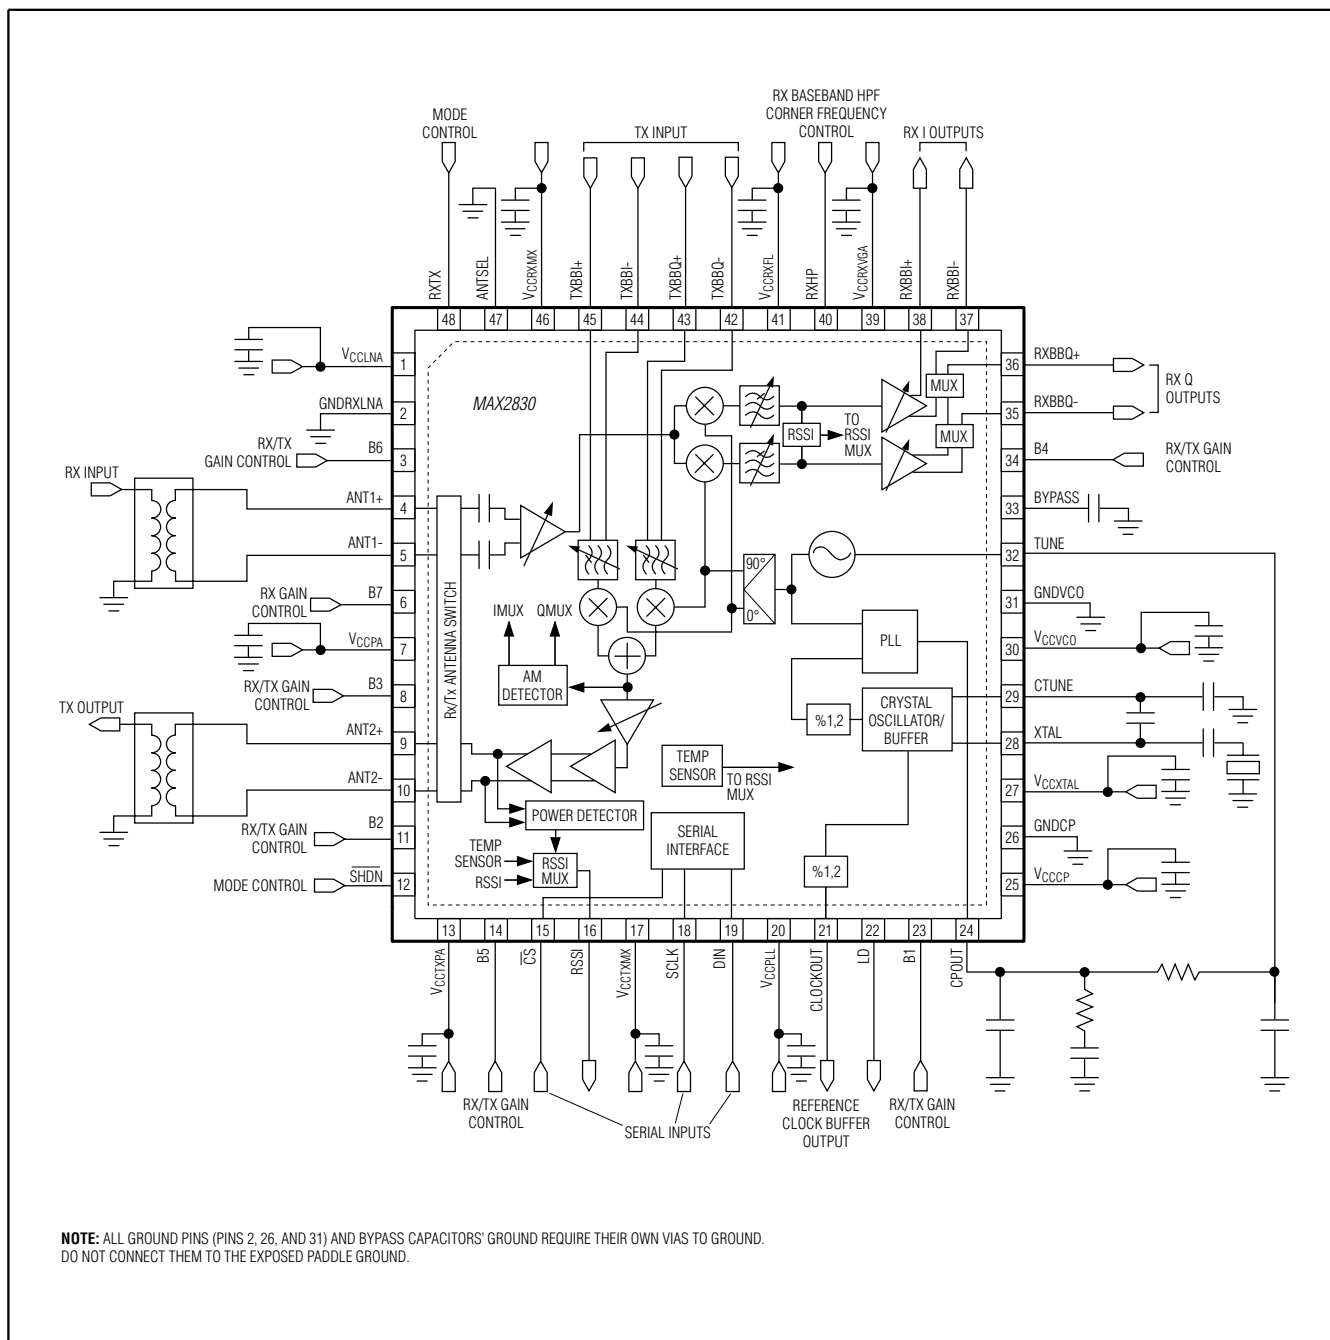 MODE
CONTROL
TX INPUT
RX BASEBAND HPF
CORNER FREQUENCY
CONTROL
RX I OUTPUTS
RXTX
ANTSEL
VCCRXMX
TXBBI+
TXBBI-
TXBBQ+
TXBBQ-
VCCRXFL
RXHP
VCCRXVGA
RXBBI+
RXBBI-
48
47
46
45
44
43
42
41
40
39
38
37
VCCLNA
1
GNDRXLNA
2
RX/TX
GAIN CONTROL
B6
3
RX INPUT
ANT1+
4
ANT1-
5
RX GAIN
CONTROL
B7
6
VCCPA
7
RX/TX GAIN
CONTROL
B3
8
TX OUTPUT
ANT2+
9
ANT2-
10
RX/TX GAIN
CONTROL
B2
11
MODE CONTROL
SHDN
12
MAX2830
Rx/Tx ANTENNA SWITCH
MUX
MUX
RSSI
TO
RSSI
MUX
90°
0°
IMUX
QMUX
AM
DETECTOR
PLL
%1,2
CRYSTAL
OSCILLATOR/
BUFFER
TEMP
SENSOR
TO RSSI
MUX
POWER DETECTOR
TEMP
SENSOR
RSSI
RSSI
MUX
SERIAL
INTERFACE
%1,2
36
RXBBQ+
35
RXBBQ-
RX Q
OUTPUTS
34
B4
RX/TX GAIN
CONTROL
33
BYPASS
32
TUNE
31
GNDVCO
30
VCCVCO
29
CTUNE
28
XTAL
27
VCCXTAL
26
GNDCP
25
VCCCP
13
14
15
16
17
18
19
20
21
22
23
24
VCCTXPA
B5
CS
RSSI
VCCTXMX
SCLK
DIN
VCCPLL
CLOCKOUT
LD
B1
CPOUT
RX/TX GAIN
CONTROL
SERIAL INPUTS
REFERENCE
CLOCK BUFFER
OUTPUT
RX/TX GAIN
CONTROL
NOTE: ALL GROUND PINS (PINS 2, 26, AND 31) AND BYPASS CAPACITORS' GROUND REQUIRE THEIR OWN VIAS TO GROUND.
DO NOT CONNECT THEM TO THE EXPOSED PADDLE GROUND.